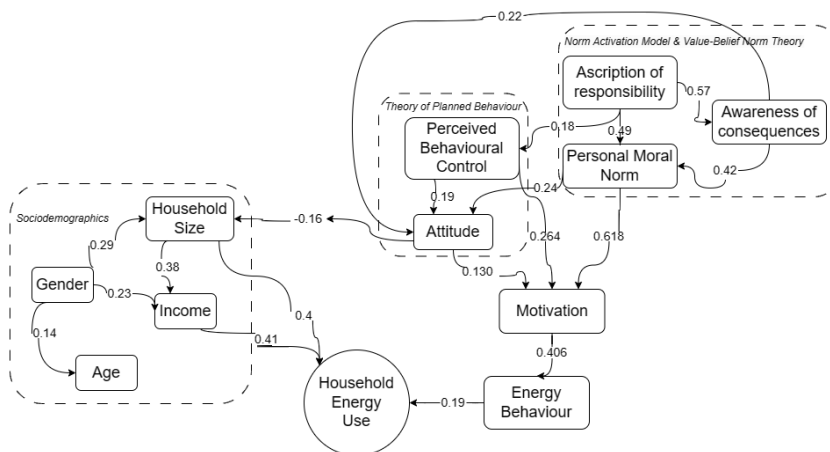 0.22
Norm Activation Model & Value-Belief Norm Theory
Ascription of
responsibility
0.57
Awareness of
consequences
Theory of Planned Behaviour
0.18
0.49
Perceived
Behavioural
Control
Personal Moral
Norm
0.42
0.24
0.19
Sociodemographics
Household
Size
-0.16
Attitude
0.29
0.264
0.618
0.38
0.130
Gender
0.23
Income
Motivation
0.14
0.4
0.41
0.406
Age
Household
Energy
Use
0.19
Energy
Behaviour